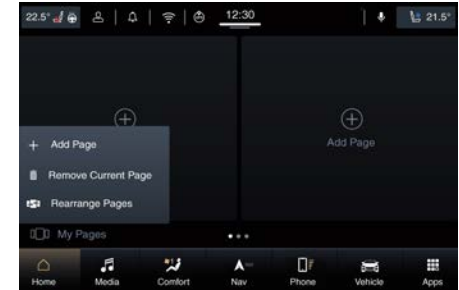 22.5° 12:30 21.5°
Add Page
Add Page
Remove Current Page
Rearrange Pages
My Pages
Home Media Comfort Nav Phone Vehicle Apps